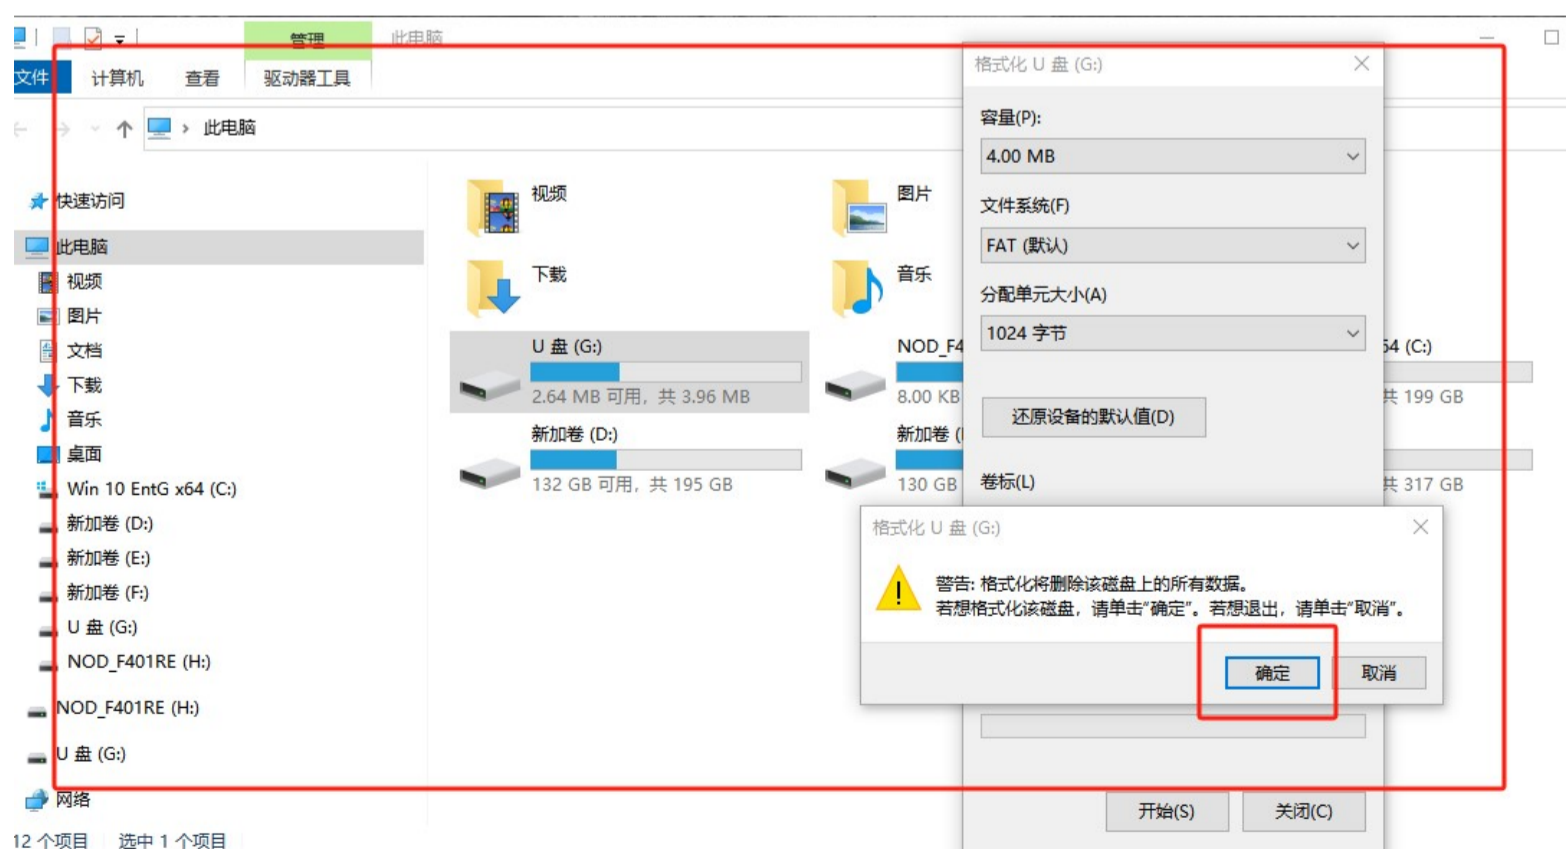 管理
此电脑
文件
计算机
查看
驱动器工具
此电脑
快速访问
此电脑
视频
图片
文档
下载
音乐
桌面
Win 10 EntG x64 (C:)
新加卷 (D:)
新加卷 (E:)
新加卷 (F:)
U 盘 (G:)
NOD_F401RE (H:)
NOD_F401RE (H:)
U 盘 (G:)
网络
12 个项目
选中 1 个项目
视频
图片
下载
音乐
U 盘 (G:)
2.64 MB 可用，共 3.96 MB
NOD_F4
8.00 KB
54 (C:)
共 199 GB
新加卷 (D:)
132 GB 可用，共 195 GB
新加卷 (
130 GB
共 317 GB
格式化 U 盘 (G:)
容量(P):
4.00 MB
文件系统(F)
FAT (默认)
分配单元大小(A)
1024 字节
还原设备的默认值(D)
卷标(L)
格式化 U 盘 (G:)
警告: 格式化将删除该磁盘上的所有数据。
若想格式化该磁盘，请单击“确定”。若想退出，请单击“取消”。
确定
取消
开始(S)
关闭(C)